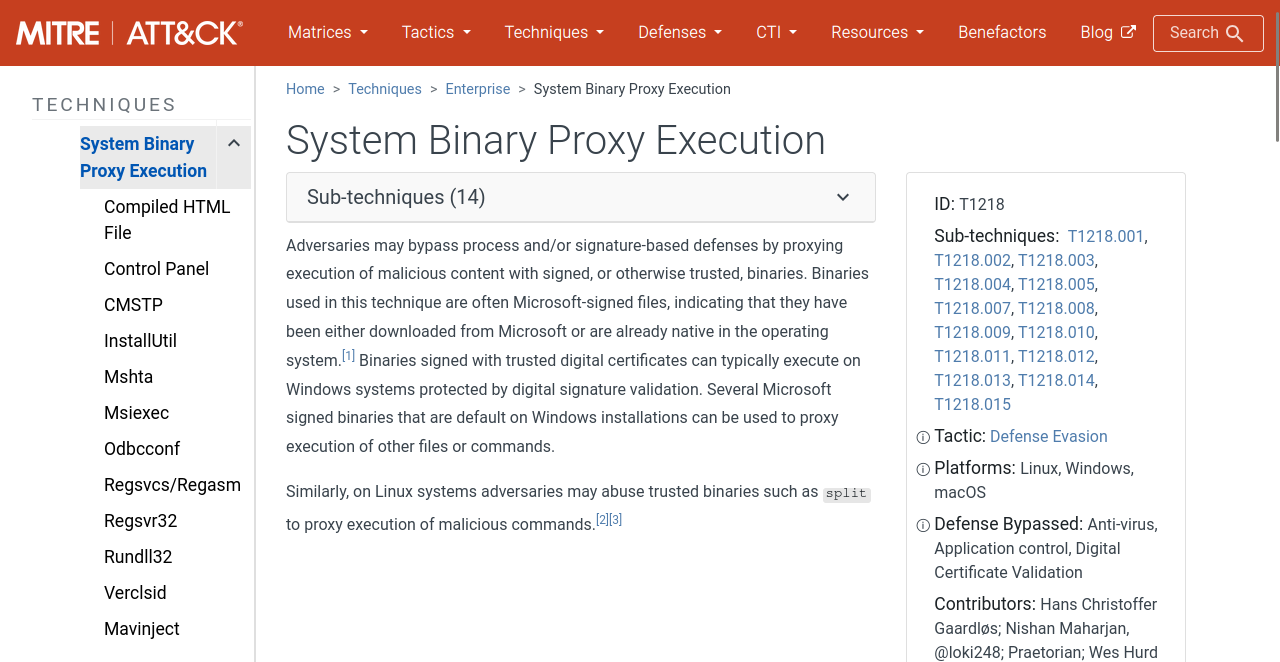 MITRE | ATT&CK®
Matrices
Tactics
Techniques
Defenses
CTI
Resources
Benefactors
Blog
Search
TECHNIQUES
System Binary
Proxy Execution
Compiled HTML
File
Control Panel
CMSTP
InstallUtil
Mshta
Msiexec
Odbcconf
Regsvcs/Regasm
Regsvr32
Rundll32
Verclsid
Mavinject
Home > Techniques > Enterprise > System Binary Proxy Execution
System Binary Proxy Execution
Sub-techniques (14)
Adversaries may bypass process and/or signature-based defenses by proxying
execution of malicious content with signed, or otherwise trusted, binaries. Binaries
used in this technique are often Microsoft-signed files, indicating that they have
been either downloaded from Microsoft or are already native in the operating
system.[1] Binaries signed with trusted digital certificates can typically execute on
Windows systems protected by digital signature validation. Several Microsoft
signed binaries that are default on Windows installations can be used to proxy
execution of other files or commands.
Similarly, on Linux systems adversaries may abuse trusted binaries such as split
to proxy execution of malicious commands.[2][3]
ID: T1218
Sub-techniques: T1218.001,
T1218.002, T1218.003,
T1218.004, T1218.005,
T1218.007, T1218.008,
T1218.009, T1218.010,
T1218.011, T1218.012,
T1218.013, T1218.014,
T1218.015
Tactic: Defense Evasion
Platforms: Linux, Windows,
macOS
Defense Bypassed: Anti-virus,
Application control, Digital
Certificate Validation
Contributors: Hans Christoffer
Gaardløs; Nishan Maharjan,
@loki248; Praetorian; Wes Hurd